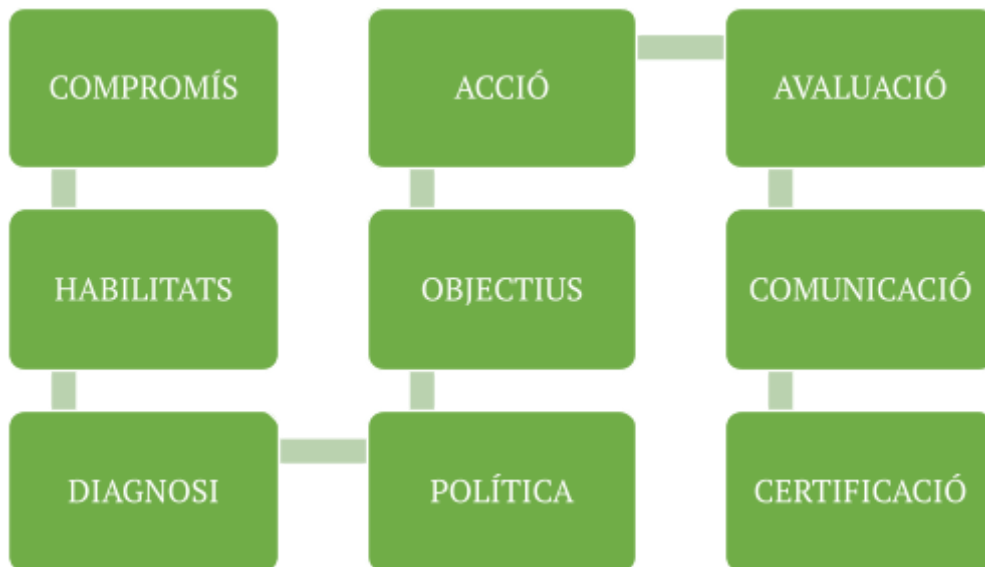 COMPROMÍS
HABILITATS
DIAGNOSI
POLÍTICA
OBJECTIUS
ACCIÓ
AVALUACIÓ
COMUNICACIÓ
CERTIFICACIÓ